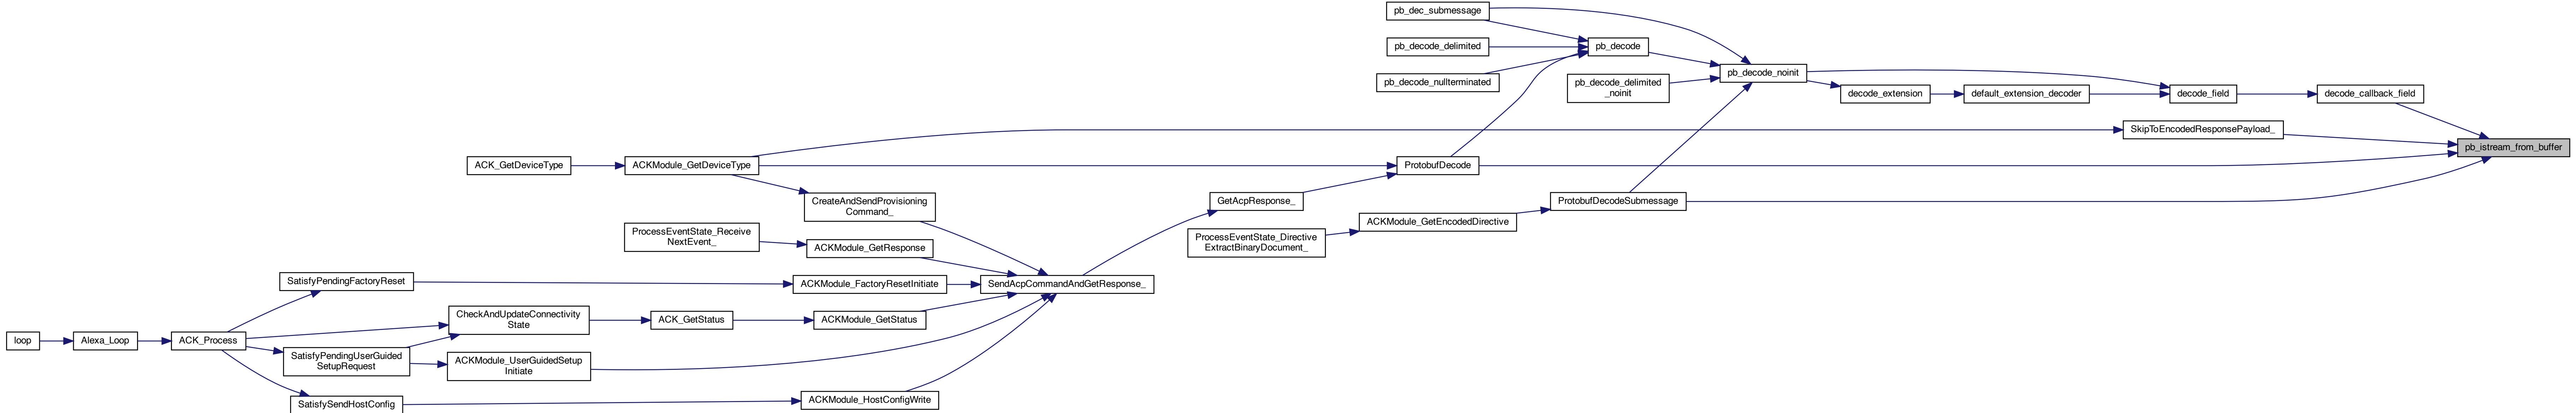 pb_dec_submessage
pb_decode
pb_decode_delimited
pb_decode_nullterminated
pb_decode_noinit
pb_decode_delimited
_noinit
decode_extension
default_extension_decoder
decode_field
decode_callback_field
SkipToEncodedResponsePayload_
pb_istream_from_buffer
ACK_GetDeviceType
ACKModule_GetDeviceType
ProtobufDecode
CreateAndSendProvisioning
Command_
GetAcpResponse_
ProtobufDecodeSubmessage
ACKModule_GetEncodedDirective
ProcessEventState_Receive
NextEvent_
ACKModule_GetResponse
ProcessEventState_Directive
ExtractBinaryDocument_
SatisfyPendingFactoryReset
ACKModule_FactoryResetInitiate
SendAcpCommandAndGetResponse_
CheckAndUpdateConnectivity
State
ACK_GetStatus
ACKModule_GetStatus
loop
Alexa_Loop
ACK_Process
SatisfyPendingUserGuided
SetupRequest
ACKModule_UserGuidedSetup
Initiate
SatisfySendHostConfig
ACKModule_HostConfigWrite